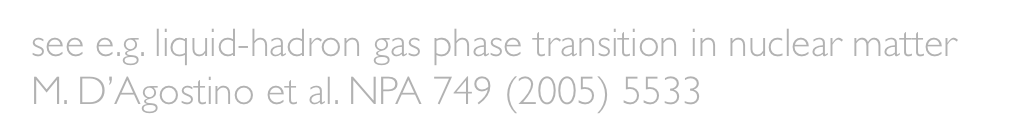 see e.g. liquid-hadron gas phase transition in nuclear matter
M. D’Agostino et al. NPA 749 (2005) 5533